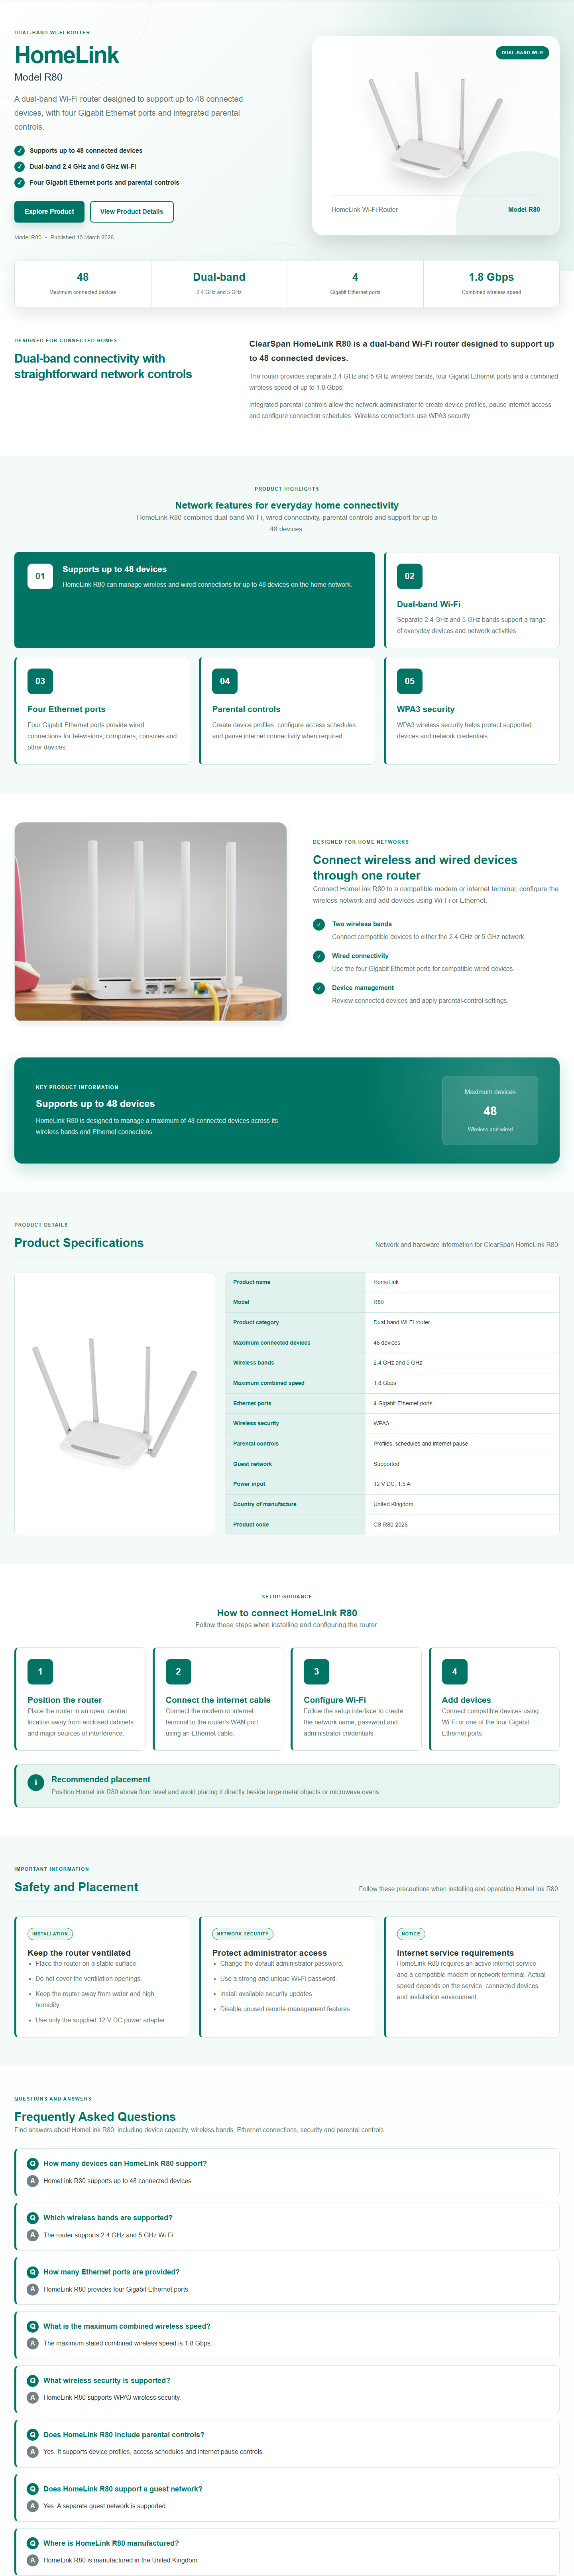 DUAL-BAND WI-FI ROUTER
HomeLink
Model R80
A dual-band Wi-Fi router designed to support up to 48 connected
devices, with four Gigabit Ethernet ports and integrated parental
controls.
✓ Supports up to 48 connected devices
✓ Dual-band 2.4 GHz and 5 GHz Wi-Fi
✓ Four Gigabit Ethernet ports and parental controls
Explore Product
View Product Details
Model R80 • Published 15 March 2026
DUAL-BAND WI-FI
HomeLink Wi-Fi Router
Model R80
48
Maximum connected devices
Dual-band
2.4 GHz and 5 GHz
4
Gigabit Ethernet ports
1.8 Gbps
Combined wireless speed
DESIGNED FOR CONNECTED HOMES
Dual-band connectivity with
straightforward network controls
ClearSpan HomeLink R80 is a dual-band Wi-Fi router designed to support up
to 48 connected devices.
The router provides separate 2.4 GHz and 5 GHz wireless bands, four Gigabit Ethernet ports and a combined
wireless speed of up to 1.8 Gbps.
Integrated parental controls allow the network administrator to create device profiles, pause internet access
and configure connection schedules. Wireless connections use WPA3 security.
PRODUCT HIGHLIGHTS
Network features for everyday home connectivity
HomeLink R80 combines dual-band Wi-Fi, wired connectivity, parental controls and support for up to
48 devices.
01
Supports up to 48 devices
HomeLink R80 can manage wireless and wired connections for up to 48 devices on the home network.
02
Dual-band Wi-Fi
Separate 2.4 GHz and 5 GHz bands support a range
of everyday devices and network activities.
03
Four Ethernet ports
Four Gigabit Ethernet ports provide wired
connections for televisions, computers, consoles and
other devices.
04
Parental controls
Create device profiles, configure access schedules
and pause internet connectivity when required.
05
WPA3 security
WPA3 wireless security helps protect supported
devices and network credentials.
DESIGNED FOR HOME NETWORKS
Connect wireless and wired devices
through one router
Connect HomeLink R80 to a compatible modem or internet terminal, configure the
wireless network and add devices using Wi-Fi or Ethernet.
✓ Two wireless bands
Connect compatible devices to either the 2.4 GHz or 5 GHz network.
✓ Wired connectivity
Use the four Gigabit Ethernet ports for compatible wired devices.
✓ Device management
Review connected devices and apply parental-control settings.
KEY PRODUCT INFORMATION
Supports up to 48 devices
HomeLink R80 is designed to manage a maximum of 48 connected devices across its
wireless bands and Ethernet connections.
Maximum devices
48
Wireless and wired
PRODUCT DETAILS
Product Specifications
Network and hardware information for ClearSpan HomeLink R80.
Product name HomeLink
Model R80
Product category Dual-band Wi-Fi router
Maximum connected devices 48 devices
Wireless bands 2.4 GHz and 5 GHz
Maximum combined speed 1.8 Gbps
Ethernet ports 4 Gigabit Ethernet ports
Wireless security WPA3
Parental controls Profiles, schedules and internet pause
Guest network Supported
Power input 12 V DC, 1.5 A
Country of manufacture United Kingdom
Product code CS-R80-2026
SETUP GUIDANCE
How to connect HomeLink R80
Follow these steps when installing and configuring the router.
1
Position the router
Place the router in an open, central
location away from enclosed cabinets
and major sources of interference.
2
Connect the internet cable
Connect the modem or internet
terminal to the router's WAN port
using an Ethernet cable.
3
Configure Wi-Fi
Follow the setup interface to create
the network name, password and
administrator credentials.
4
Add devices
Connect compatible devices using
Wi-Fi or one of the four Gigabit
Ethernet ports.
i
Recommended placement
Position HomeLink R80 above floor level and avoid placing it directly beside large metal objects or microwave ovens.
IMPORTANT INFORMATION
Safety and Placement
Follow these precautions when installing and operating HomeLink R80.
INSTALLATION
Keep the router ventilated
• Place the router on a stable surface.
• Do not cover the ventilation openings.
• Keep the router away from water and high
humidity.
• Use only the supplied 12 V DC power adapter.
NETWORK SECURITY
Protect administrator access
• Change the default administrator password.
• Use a strong and unique Wi-Fi password.
• Install available security updates.
• Disable unused remote-management features.
NOTICE
Internet service requirements
HomeLink R80 requires an active internet service
and a compatible modem or network terminal. Actual
speed depends on the service, connected devices
and installation environment.
QUESTIONS AND ANSWERS
Frequently Asked Questions
Find answers about HomeLink R80, including device capacity, wireless bands, Ethernet connections, security and parental controls.
Q How many devices can HomeLink R80 support?
A HomeLink R80 supports up to 48 connected devices.
Q Which wireless bands are supported?
A The router supports 2.4 GHz and 5 GHz Wi-Fi.
Q How many Ethernet ports are provided?
A HomeLink R80 provides four Gigabit Ethernet ports.
Q What is the maximum combined wireless speed?
A The maximum stated combined wireless speed is 1.8 Gbps.
Q What wireless security is supported?
A HomeLink R80 supports WPA3 wireless security.
Q Does HomeLink R80 include parental controls?
A Yes. It supports device profiles, access schedules and internet pause controls.
Q Does HomeLink R80 support a guest network?
A Yes. A separate guest network is supported.
Q Where is HomeLink R80 manufactured?
A HomeLink R80 is manufactured in the United Kingdom.